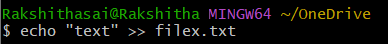 Rakshithasai@Rakshitha MINGW64 ~/OneDrive
$ echo "text" >> filex.txt